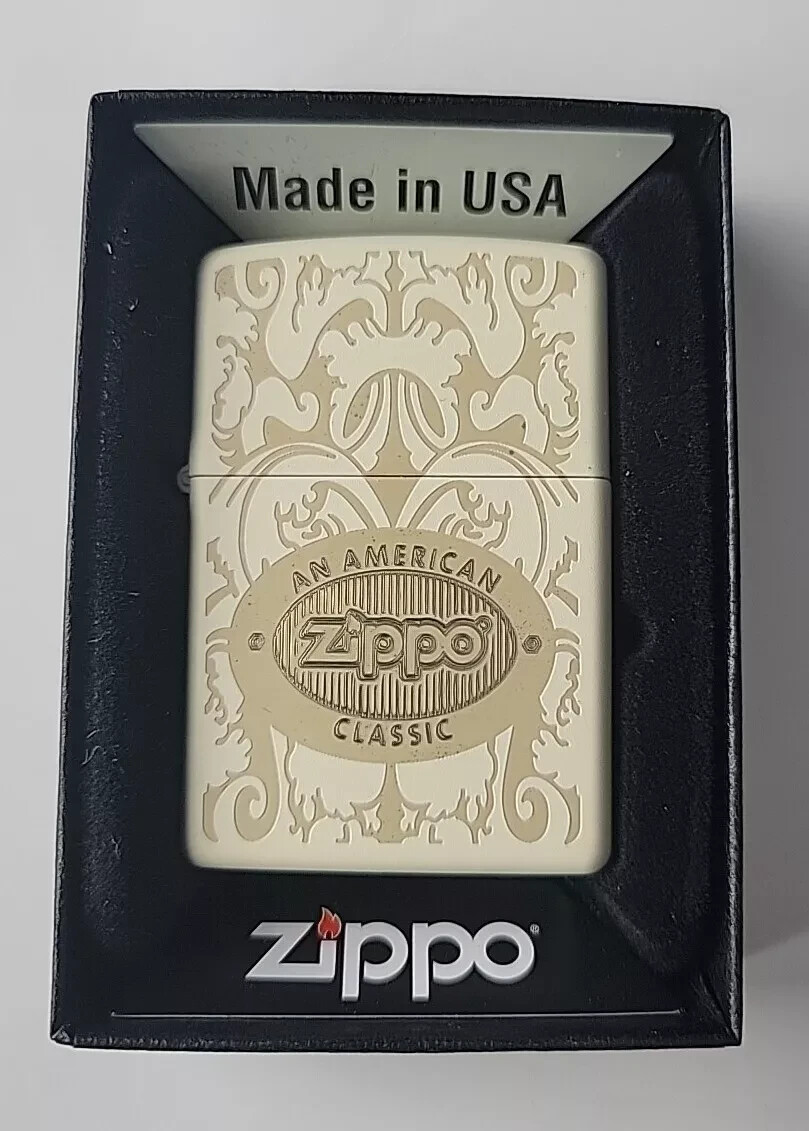 Made in USA
AN AMERICAN
Zippo
CLASSIC
Zippo®